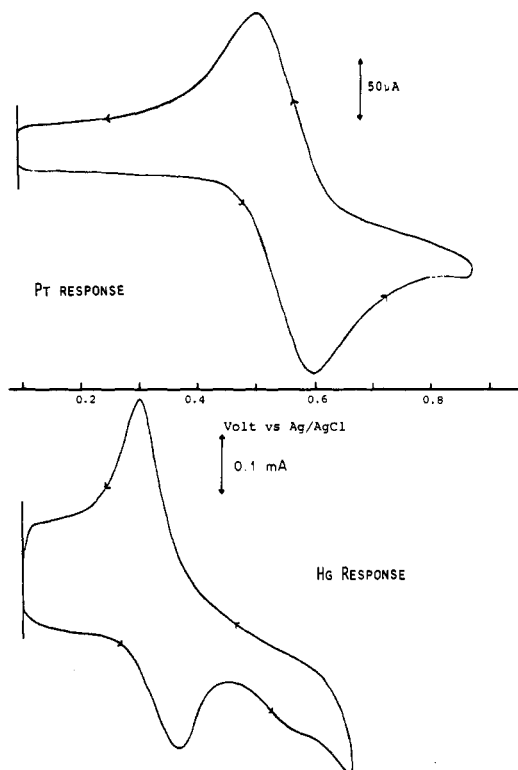 50υA
PT RESPONSE
0.2 0.4 0.6 0.8
Volt vs Ag/AgCl
0.1 mA
HG RESPONSE